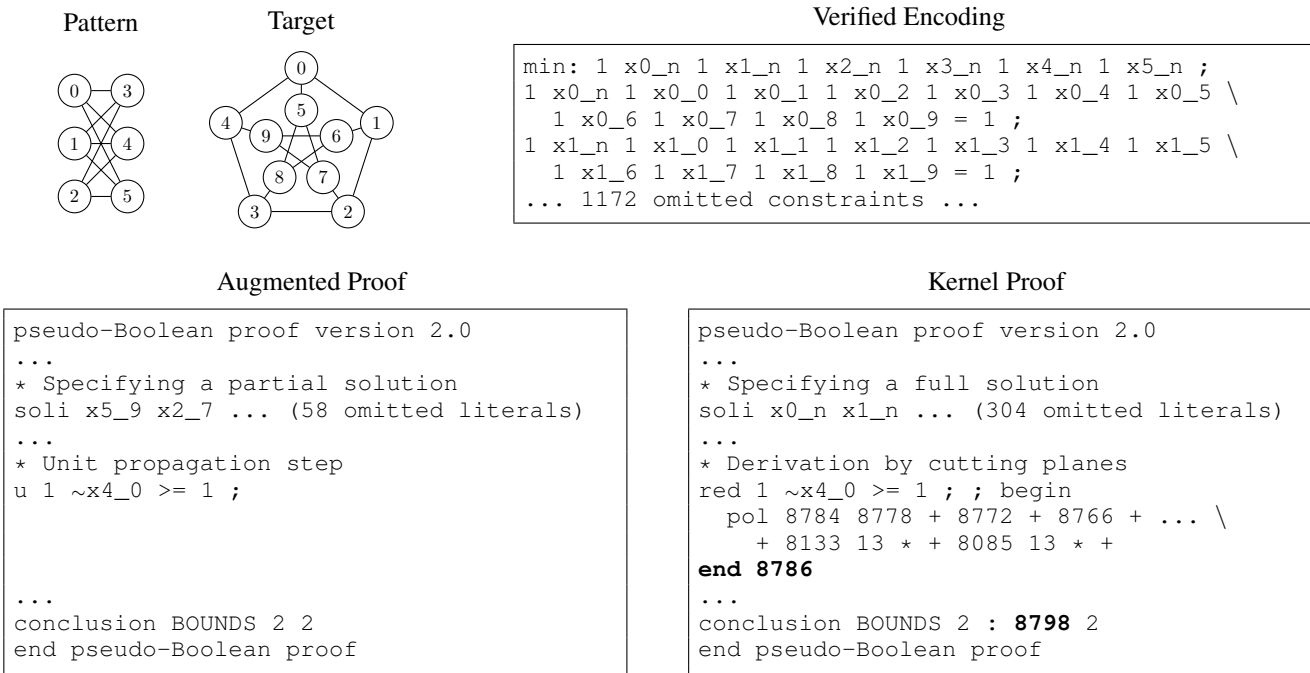 Pattern
Target
Verified Encoding
0 3
1 4
2 5
0
5
4 9 6 1
8 7
3 2
min: 1 x0_n 1 x1_n 1 x2_n 1 x3_n 1 x4_n 1 x5_n ;
1 x0_n 1 x0_0 1 x0_1 1 x0_2 1 x0_3 1 x0_4 1 x0_5 \
1 x0_6 1 x0_7 1 x0_8 1 x0_9 = 1 ;
1 x1_n 1 x1_0 1 x1_1 1 x1_2 1 x1_3 1 x1_4 1 x1_5 \
1 x1_6 1 x1_7 1 x1_8 1 x1_9 = 1 ;
... 1172 omitted constraints ...
Augmented Proof
pseudo-Boolean proof version 2.0
...
* Specifying a partial solution
soli x5_9 x2_7 ... (58 omitted literals)
...
* Unit propagation step
u 1 ~x4_0 >= 1 ;
...
conclusion BOUNDS 2 2
end pseudo-Boolean proof
Kernel Proof
pseudo-Boolean proof version 2.0
...
* Specifying a full solution
soli x0_n x1_n ... (304 omitted literals)
...
* Derivation by cutting planes
red 1 ~x4_0 >= 1 ; ; begin
pol 8784 8778 + 8772 + 8766 + ... \
+ 8133 13 * + 8085 13 * +
end 8786
...
conclusion BOUNDS 2 : 8798 2
end pseudo-Boolean proof